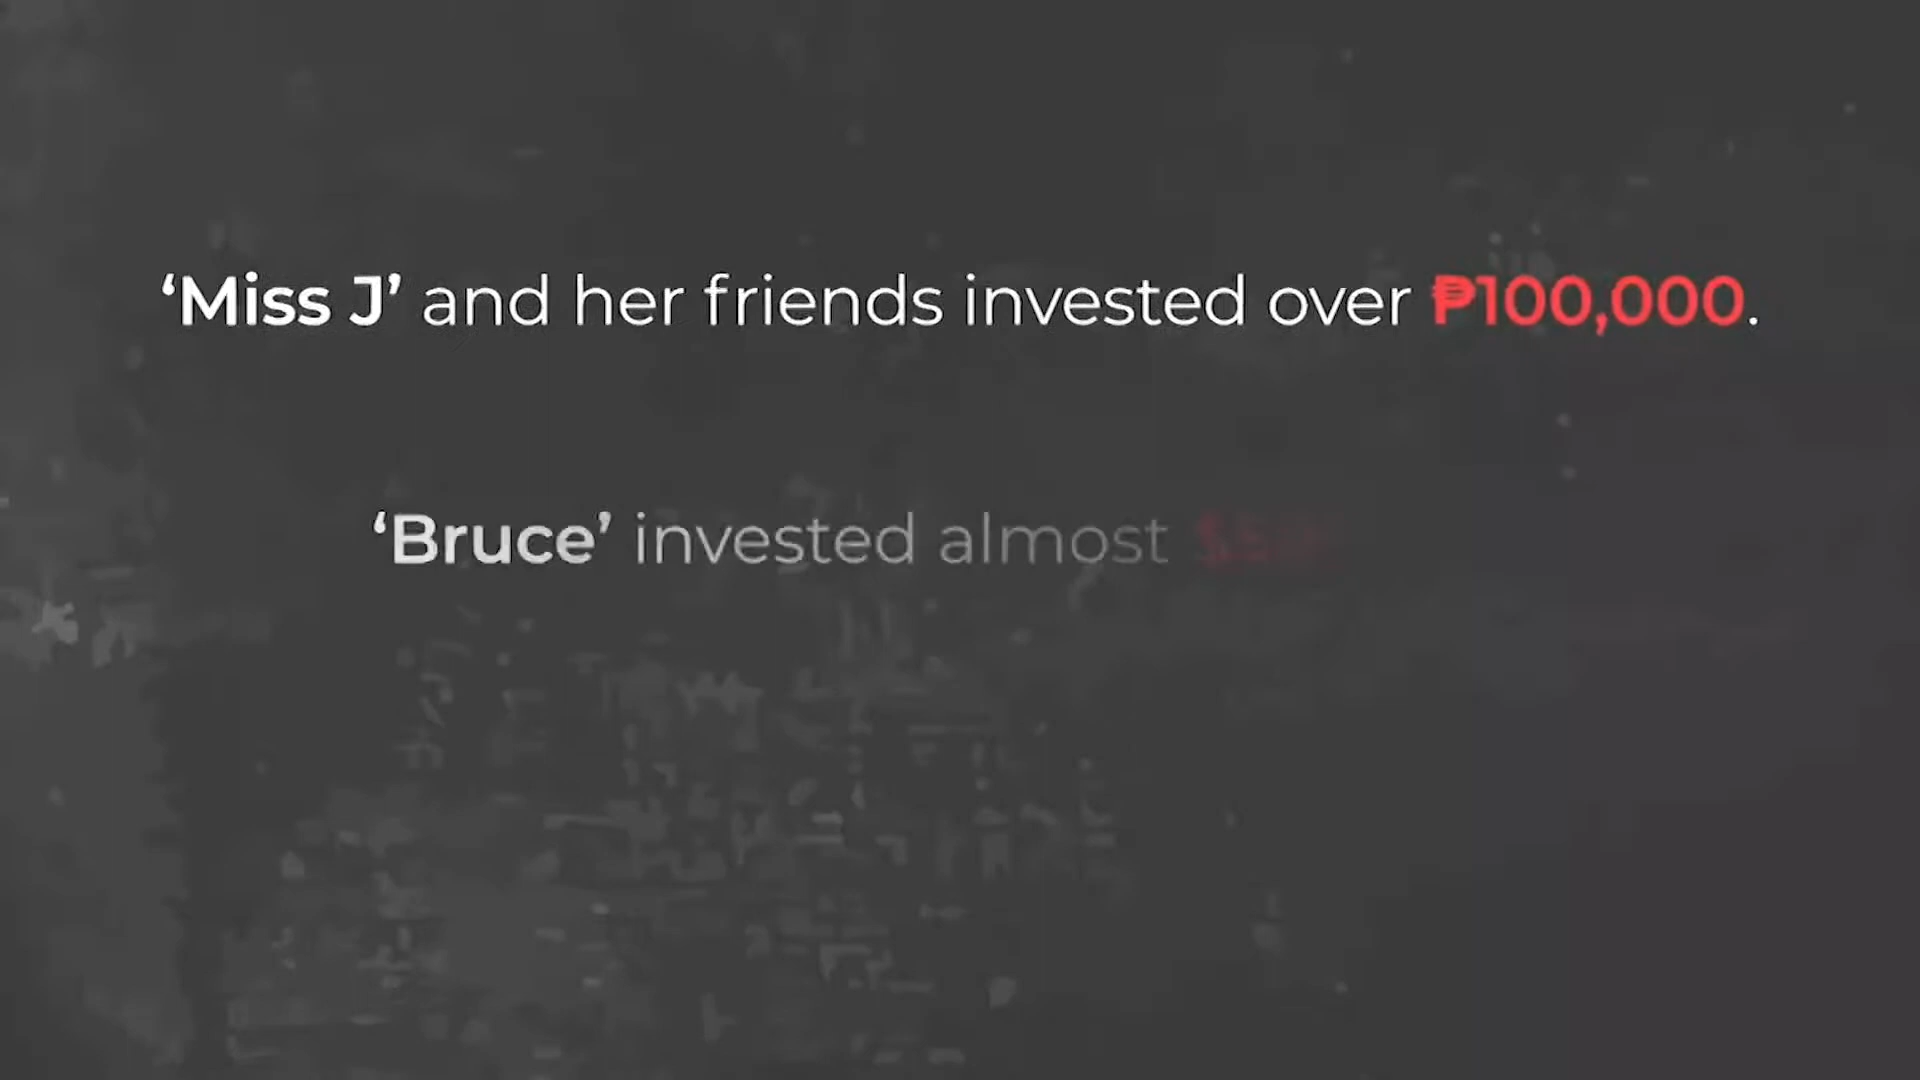 ‘Miss J’ and her friends invested over ₱100,000.
‘Bruce’ invested almost